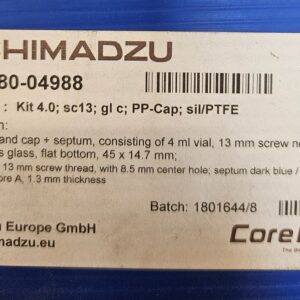 SHIMADZU
80-04988
: Kit 4.0; sc13; gl c; PP-Cap; sil/PTFE
n:
and cap + septum, consisting of 4 ml vial, 13 mm screw ne
s glass, flat bottom, 45 x 14.7 mm;
13 mm screw thread, with 8.5 mm center hole; septum dark blue /
ore A, 1.3 mm thickness
Europe GmbH
Batch: 1801644/8
imadzu.eu
Core